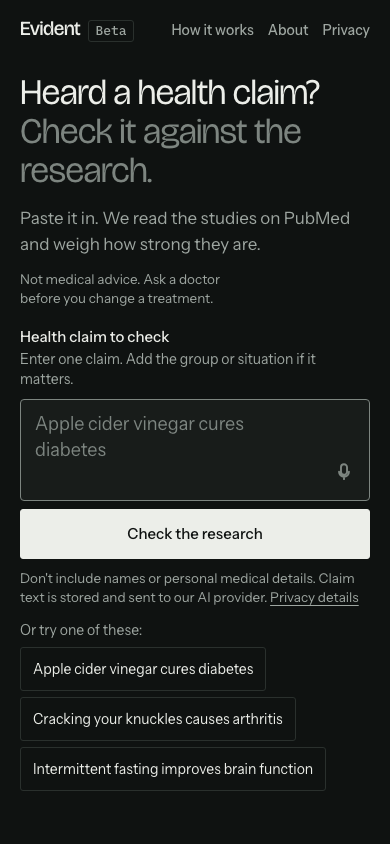 Evident Beta How it works About Privacy
Heard a health claim?
Check it against the
research.
Paste it in. We read the studies on PubMed
and weigh how strong they are.
Not medical advice. Ask a doctor
before you change a treatment.
Health claim to check
Enter one claim. Add the group or situation if it
matters.
Apple cider vinegar cures
diabetes
Check the research
Don't include names or personal medical details. Claim
text is stored and sent to our AI provider. Privacy details
Or try one of these:
Apple cider vinegar cures diabetes
Cracking your knuckles causes arthritis
Intermittent fasting improves brain function